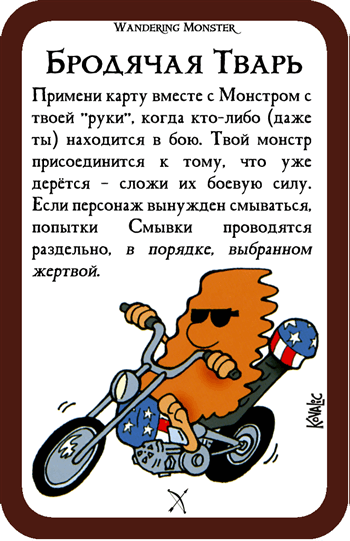 Wandering Monster
Бродячая Тварь
Примени карту вместе с Монстром с
твоей "руки", когда кто-либо (даже
ты) находится в бою. Твой монстр
присоединится к тому, что уже
дерётся – сложи их боевую силу.
Если персонаж вынужден смываться,
попытки Смывки проводятся
раздельно, в порядке, выбранном
жертвой.
Kovalic